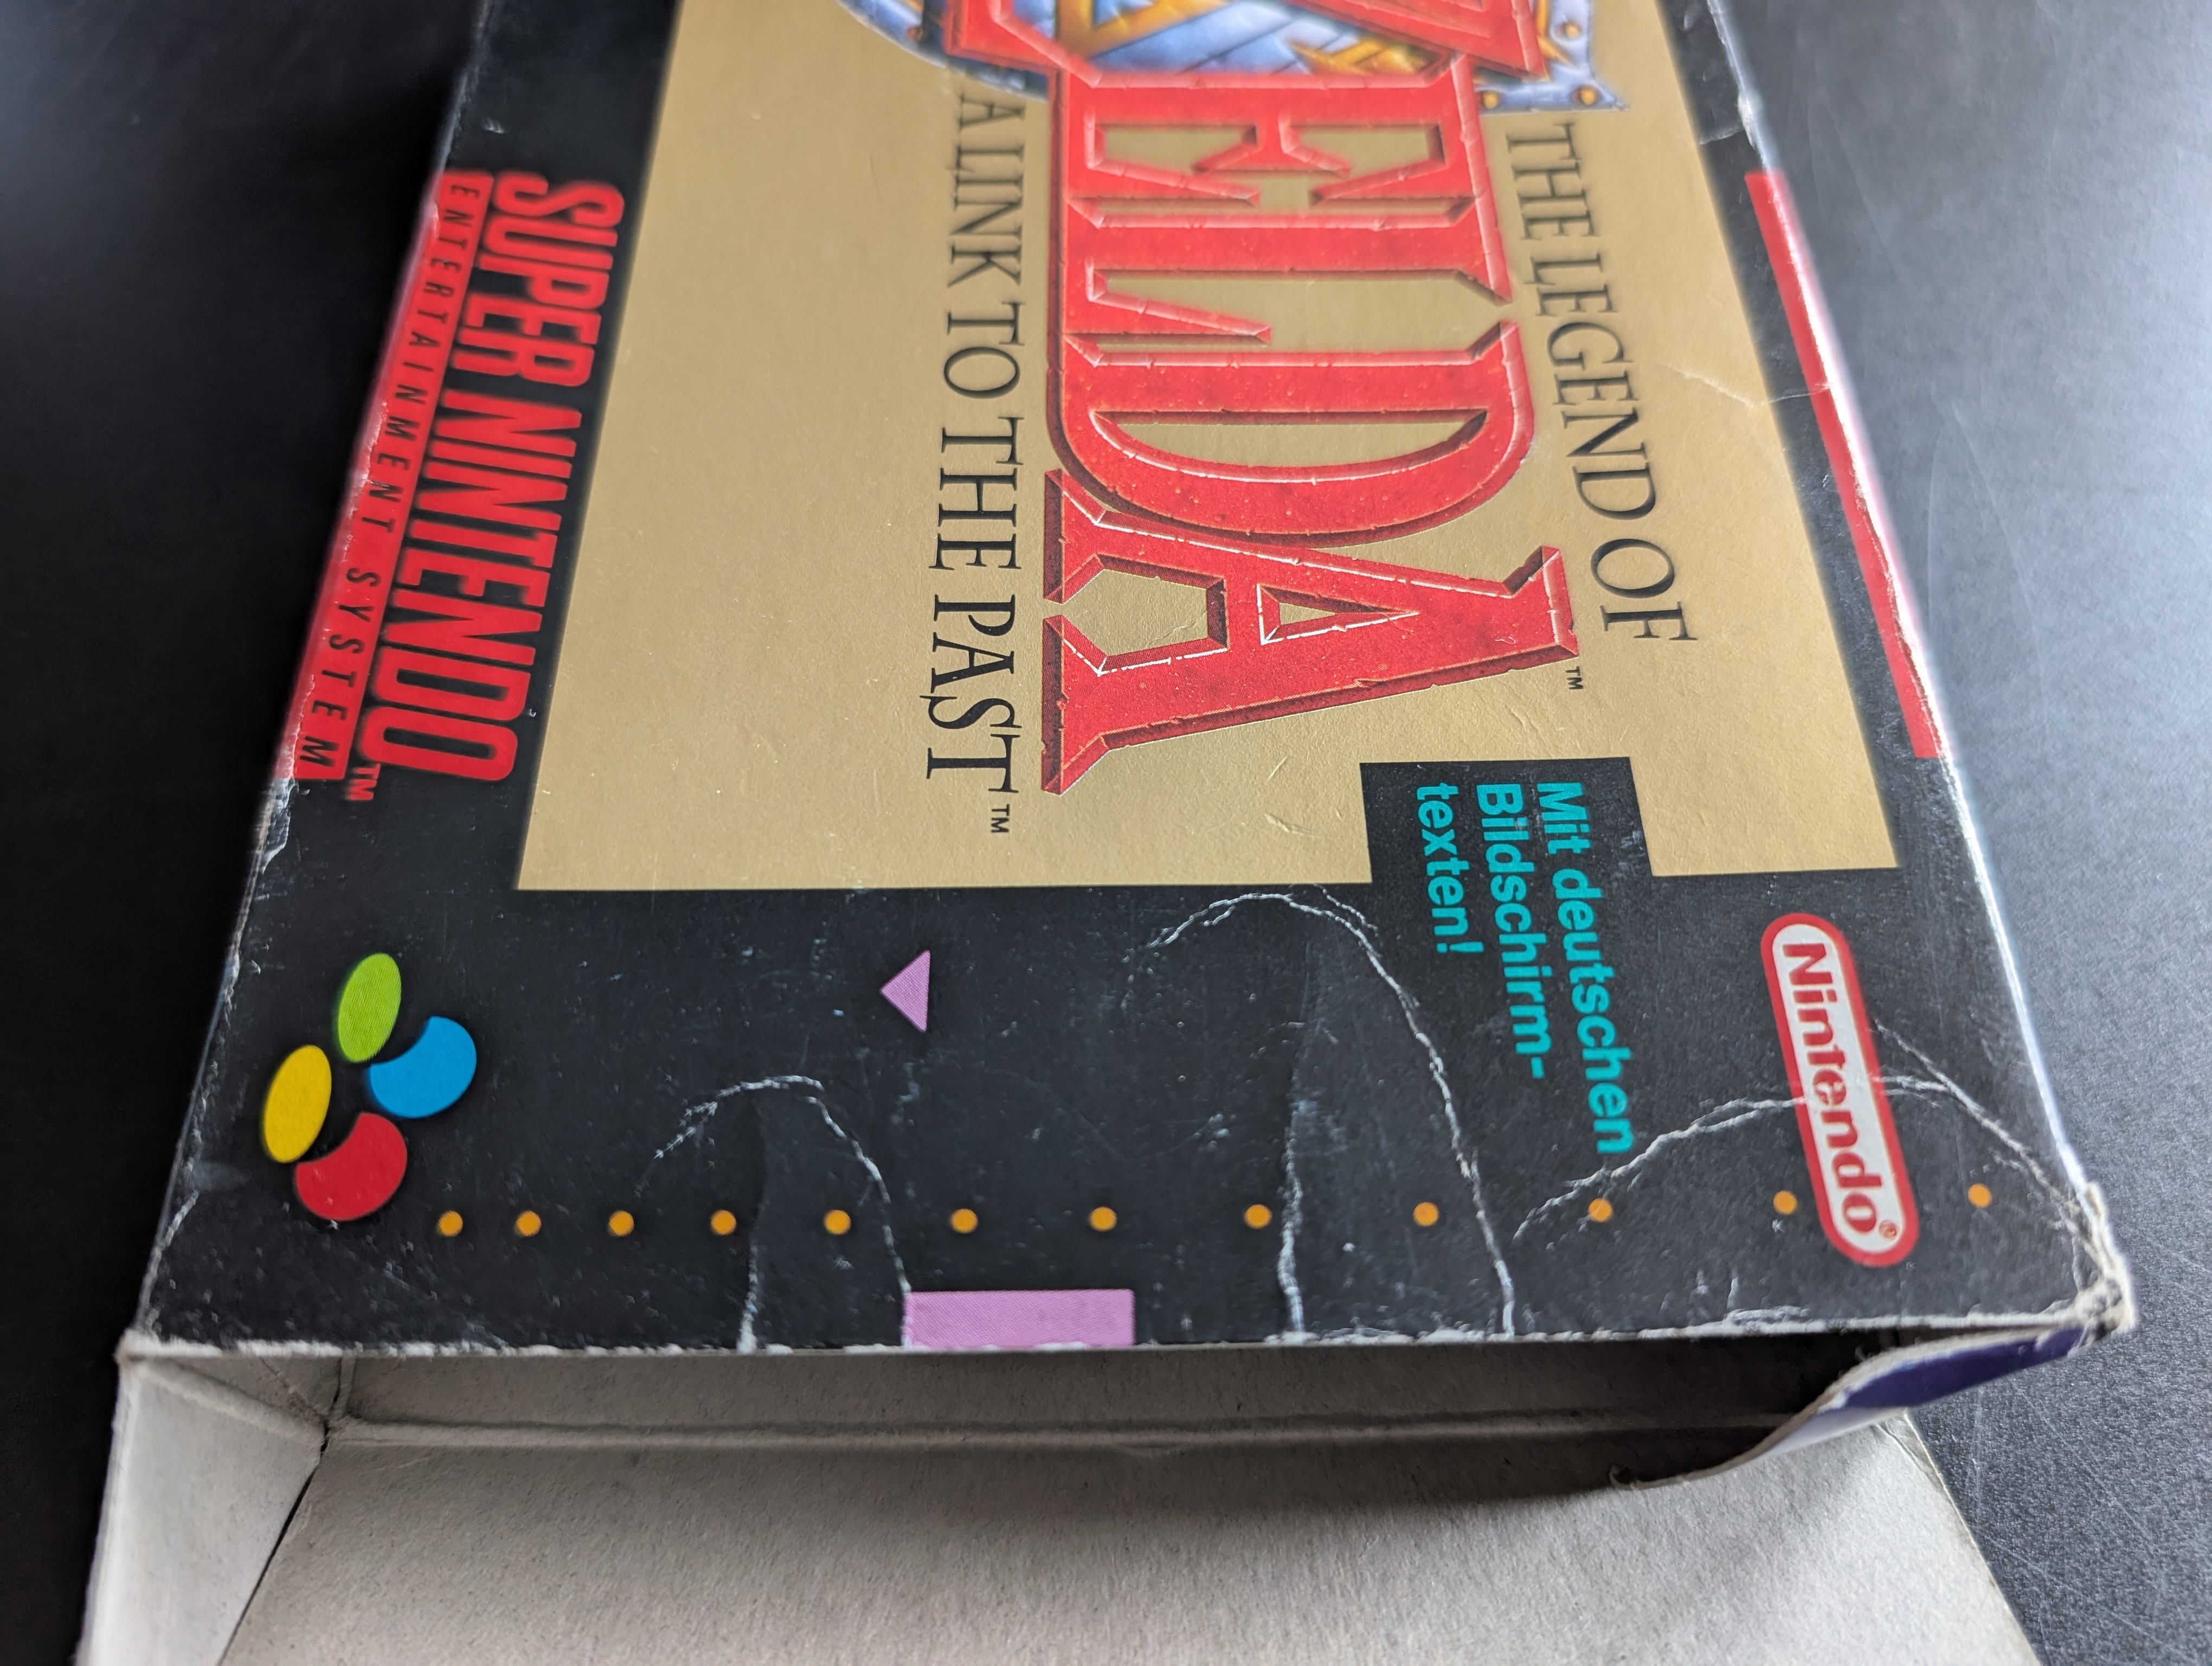 THE LEGEND OF
ZELDA™
A LINK TO THE PAST™
Mit deutschen
Bildschirm-
texten!
Nintendo®
SUPER NINTENDO™
ENTERTAINMENT SYSTEM